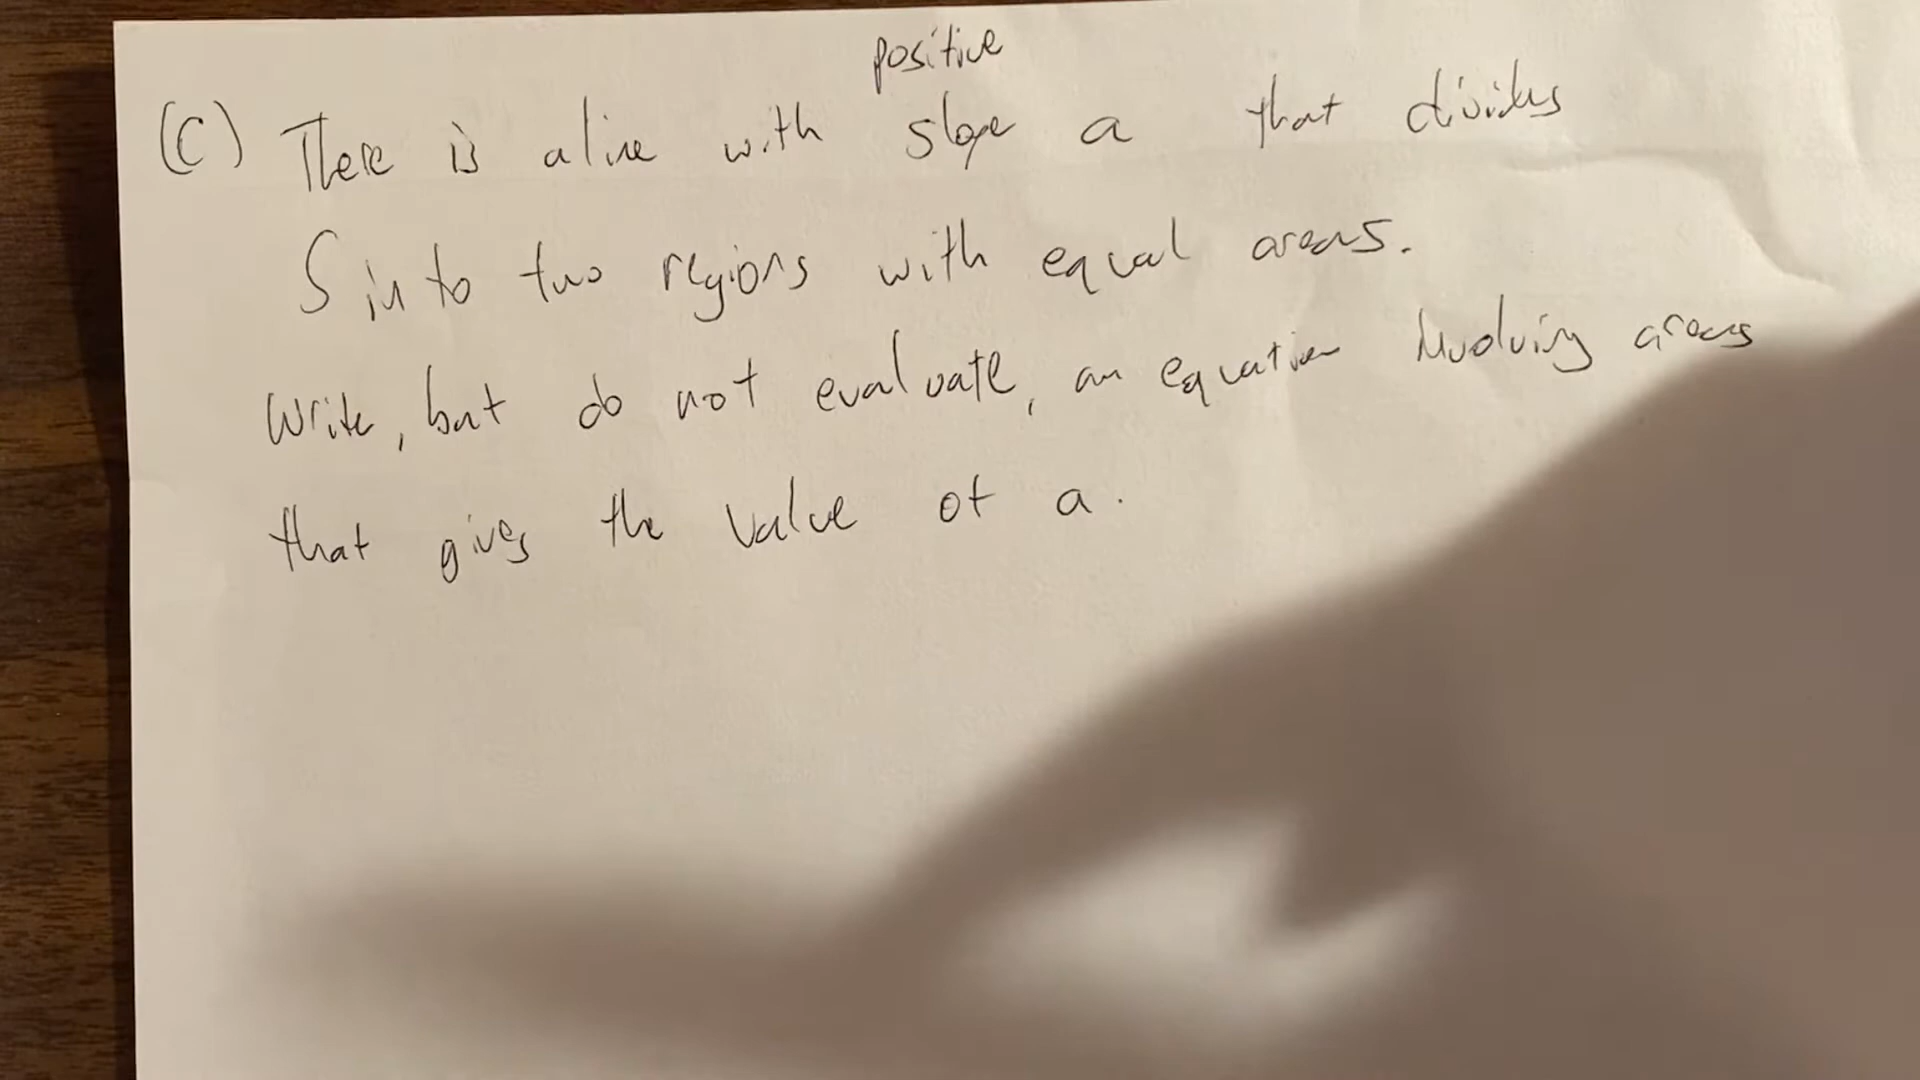 positive
(C) There is a line with slope a that divides
S into two regions with equal areas.
Write, but do not evaluate, an equation involving areas
that gives the value of a.